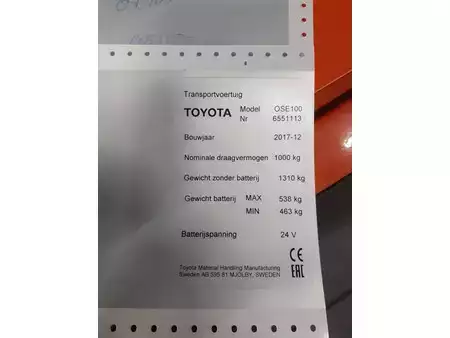 Transportvoertuig
TOYOTA Model OSE100
Nr 6551113
Bouwjaar 2017-12
Nominale draagvermogen 1000 kg
Gewicht zonder batterij 1310 kg
Gewicht batterij MAX 538 kg
MIN 463 kg
Batterijspanning 24 V
CE
EAC
Toyota Material Handling Manufacturing
Sweden AB 595 81 MJÖLBY, SWEDEN